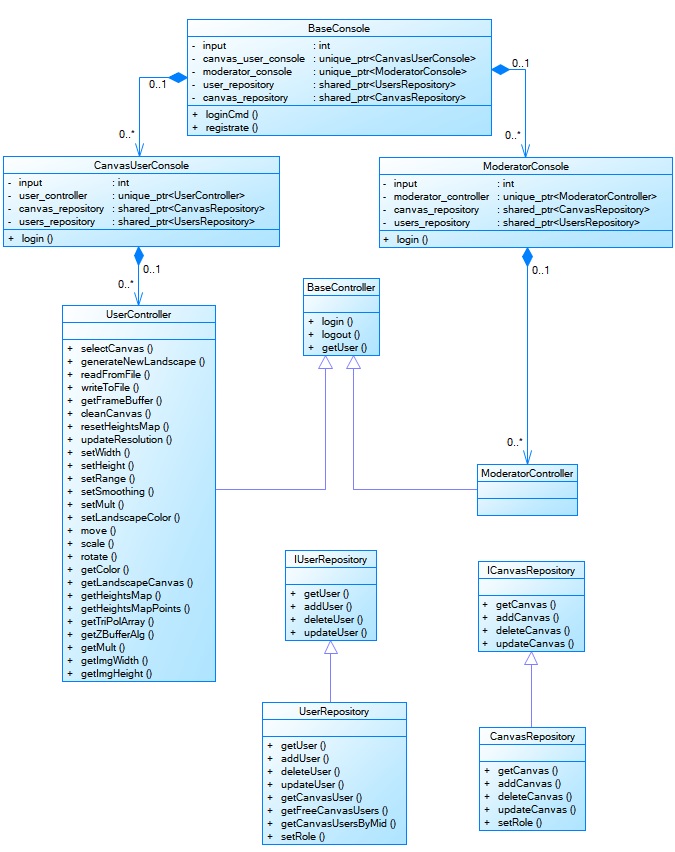 BaseConsole
- input : int
- canvas_user_console : unique_ptr<CanvasUserConsole>
- moderator_console : unique_ptr<ModeratorConsole>
- user_repository : shared_ptr<UsersRepository>
- canvas_repository : shared_ptr<CanvasRepository>
+ loginCmd ()
+ registrate ()
0..1
0..*
0..1
0..*
CanvasUserConsole
- input : int
- user_controller : unique_ptr<UserController>
- canvas_repository : shared_ptr<CanvasRepository>
- users_repository : shared_ptr<UsersRepository>
+ login ()
ModeratorConsole
- input : int
- moderator_controller : unique_ptr<ModeratorController>
- canvas_repository : shared_ptr<CanvasRepository>
- users_repository : shared_ptr<UsersRepository>
+ login ()
0..1
0..*
0..1
0..*
BaseController
+ login ()
+ logout ()
+ getUser ()
UserController
+ selectCanvas ()
+ generateNewLandscape ()
+ readFromFile ()
+ writeToFile ()
+ getFrameBuffer ()
+ cleanCanvas ()
+ resetHeightsMap ()
+ updateResolution ()
+ setWidth ()
+ setHeight ()
+ setRange ()
+ setSmoothing ()
+ setMult ()
+ setLandscapeColor ()
+ move ()
+ scale ()
+ rotate ()
+ getColor ()
+ getLandscapeCanvas ()
+ getHeightsMap ()
+ getHeightsMapPoints ()
+ getTriPolArray ()
+ getZBufferAlg ()
+ getMult ()
+ getImgWidth ()
+ getImgHeight ()
ModeratorController
IUserRepository
+ getUser ()
+ addUser ()
+ deleteUser ()
+ updateUser ()
ICanvasRepository
+ getCanvas ()
+ addCanvas ()
+ deleteCanvas ()
+ updateCanvas ()
UserRepository
+ getUser ()
+ addUser ()
+ deleteUser ()
+ updateUser ()
+ getCanvasUser ()
+ getFreeCanvasUsers ()
+ getCanvasUsersByMid ()
+ setRole ()
CanvasRepository
+ getCanvas ()
+ addCanvas ()
+ deleteCanvas ()
+ updateCanvas ()
+ setRole ()